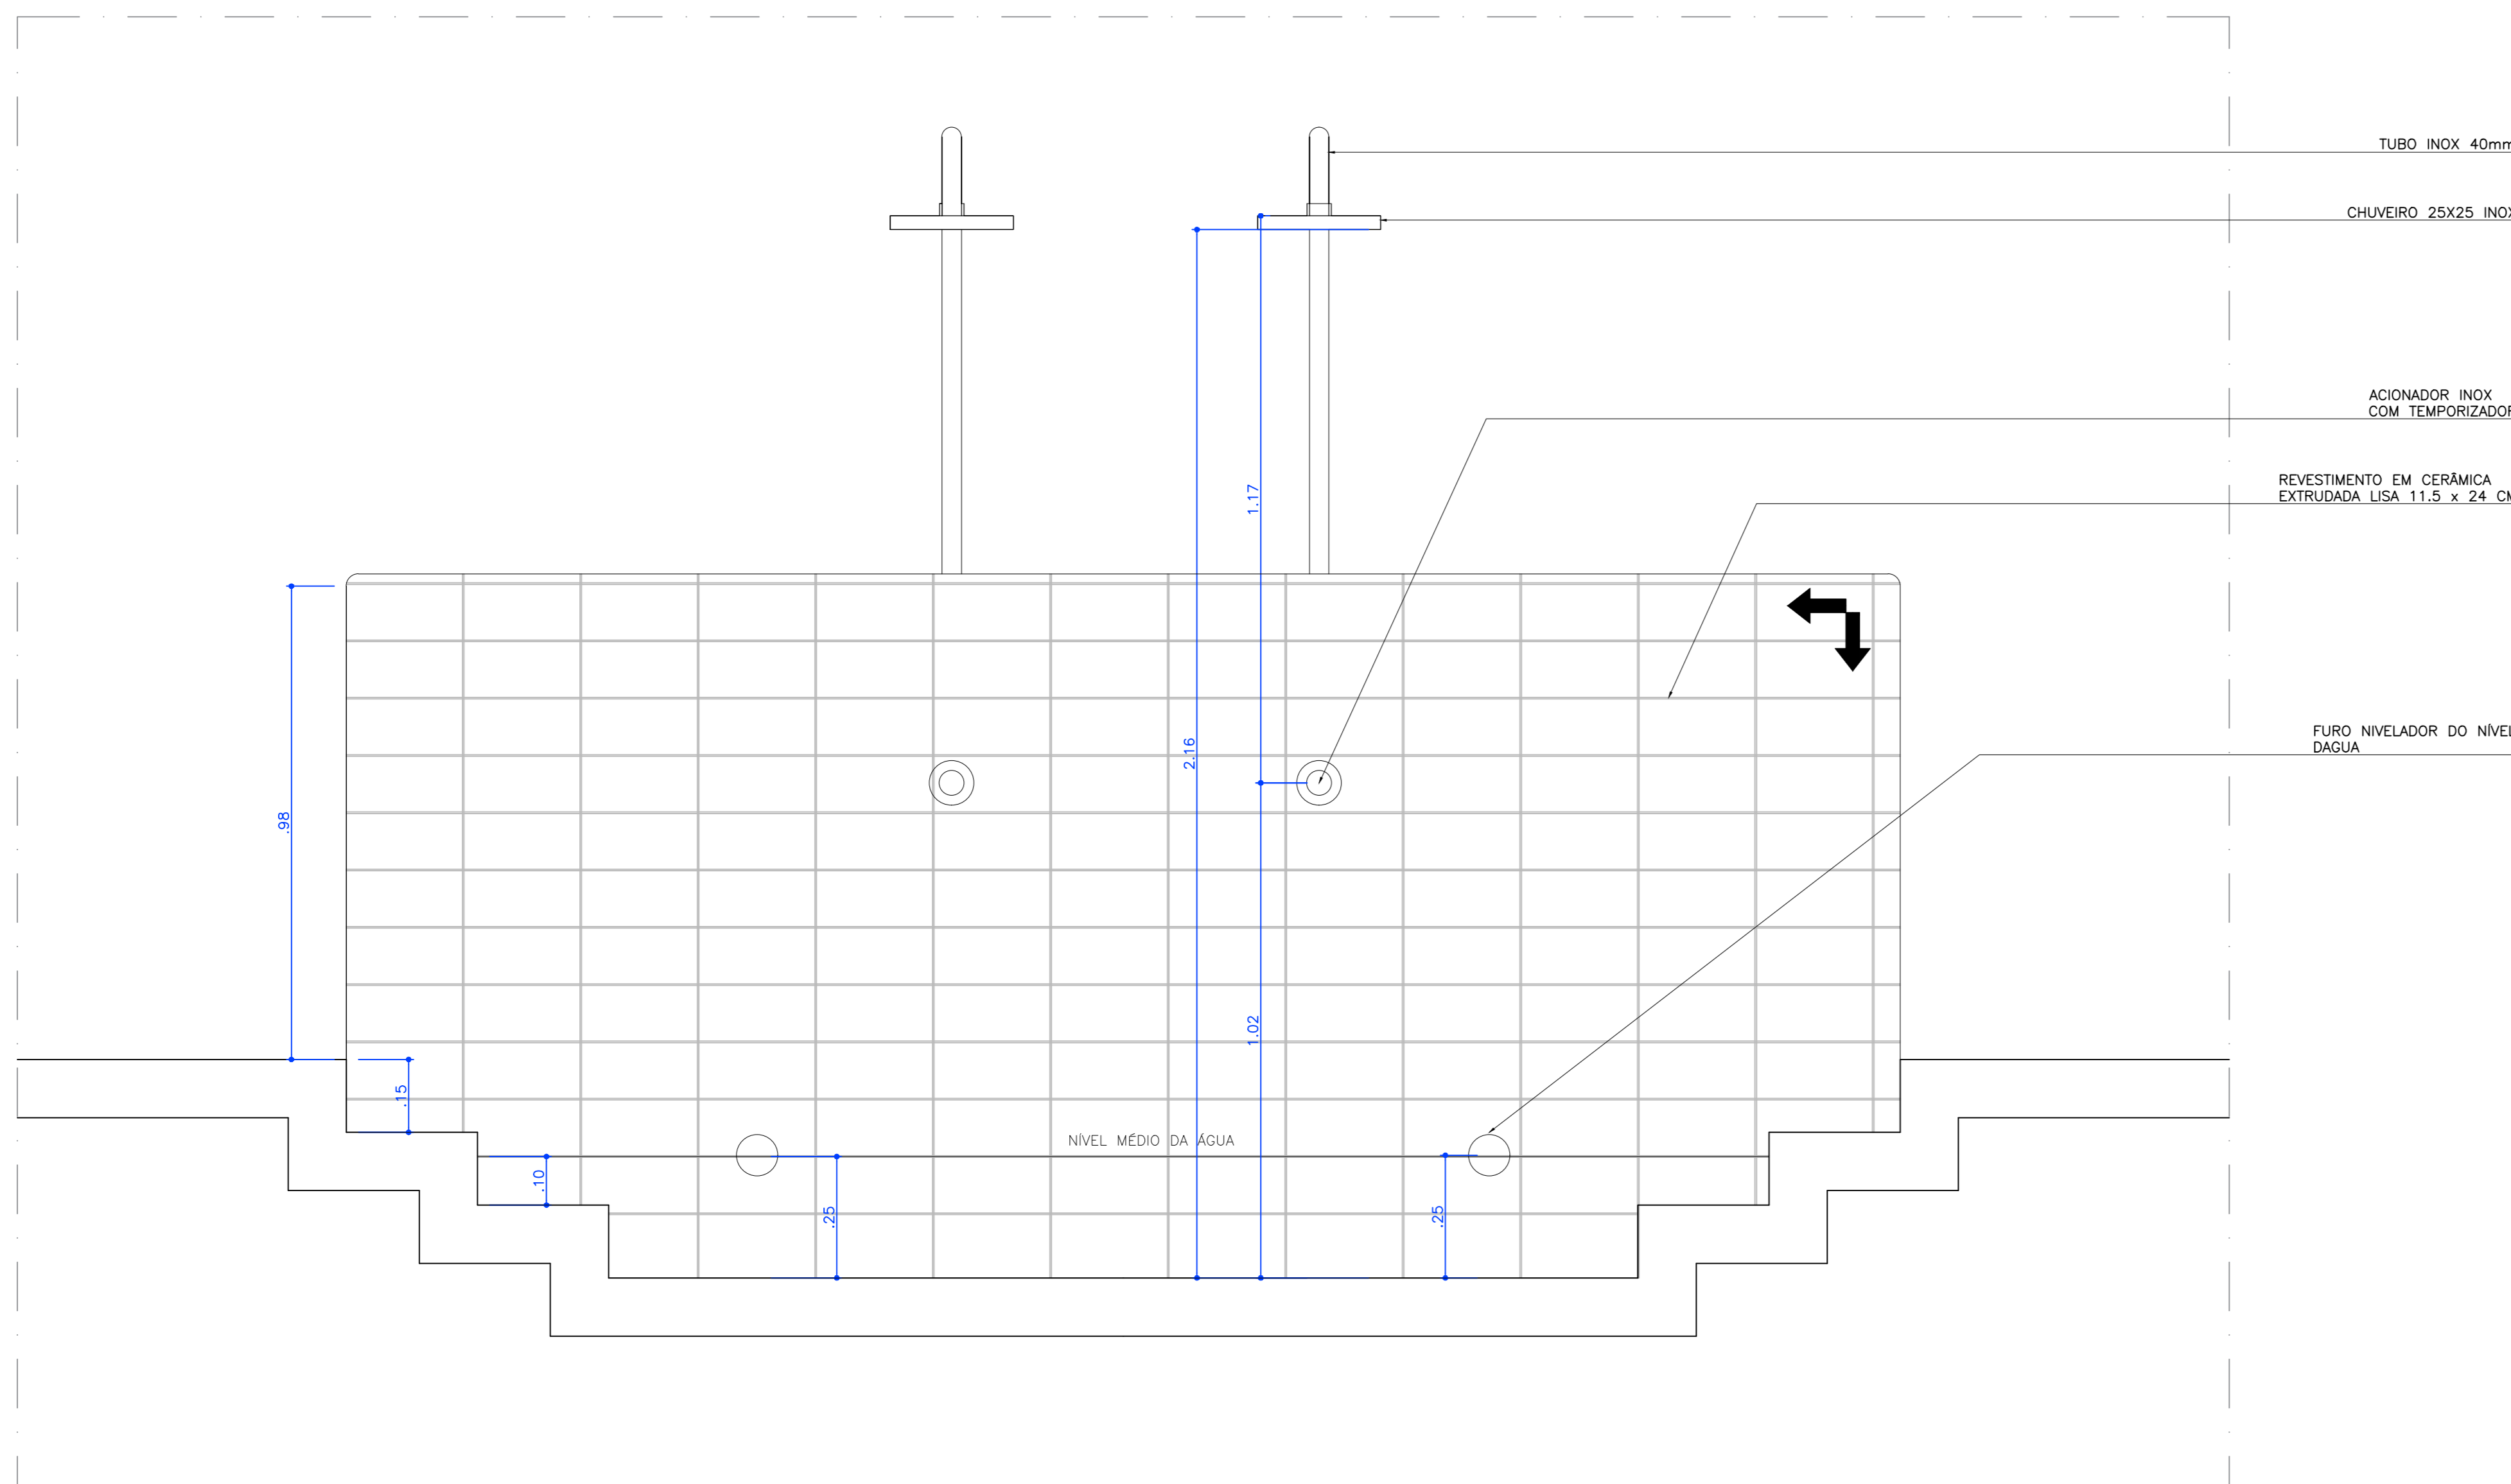 TUBO INOX 40mm
CHUVEIRO 25X25 INOX
ACIONADOR INOX
COM TEMPORIZADOR
1.17
REVESTIMENTO EM CERÂMICA
EXTRUDADA LISA 11.5 x 24 CM
2.16
FURO NIVELADOR DO NÍVEL
DAGUA
.98
1.02
.15
NÍVEL MÉDIO DA ÁGUA
.10
.25
.25